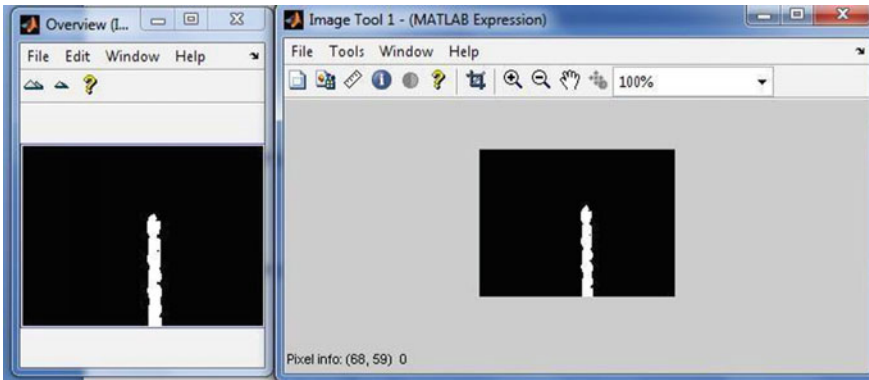 Overview (I...
File Edit Window Help
Image Tool 1 - (MATLAB Expression)
File Tools Window Help
100%
Pixel info: (68, 59) 0